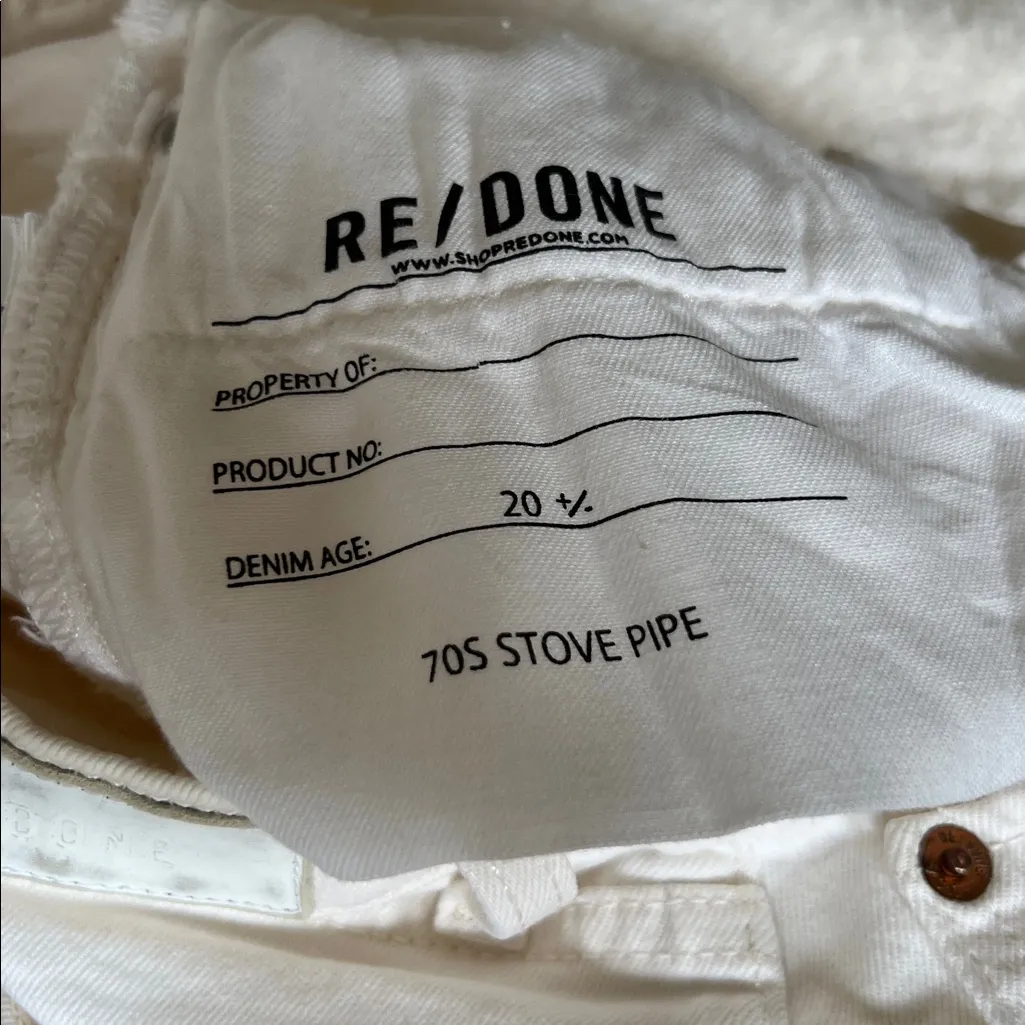 RE/DONE
WWW.SHOPREDONE.COM
PROPERTY OF:
PRODUCT NO:
20 +/-
DENIM AGE:
70S STOVE PIPE